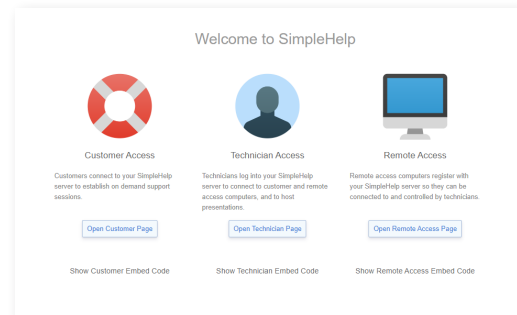 Welcome to SimpleHelp
Customer Access
Customers connect to your SimpleHelp
server to establish on demand support
sessions.
Open Customer Page
Show Customer Embed Code
Technician Access
Technicians log into your SimpleHelp
server to connect to customer and remote
access computers, and to host
presentations.
Open Technician Page
Show Technician Embed Code
Remote Access
Remote access computers register with
your SimpleHelp server so they can be
connected to and controlled by technicians.
Open Remote Access Page
Show Remote Access Embed Code